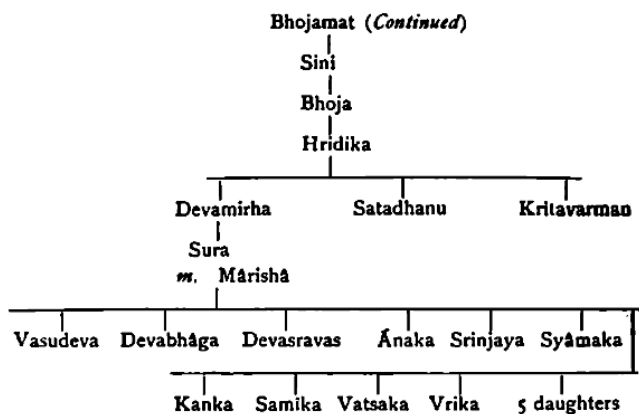 Bhojamat (Continued)
Sini
Bhoja
Hridika
Devamirha Satadhanu Kritavarman
Sura
m. Mârishâ
Vasudeva Devabhâga Devasravas Ánaka Srinjaya Syâmaka
Kanka Samika Vatsaka Vrika 5 daughters